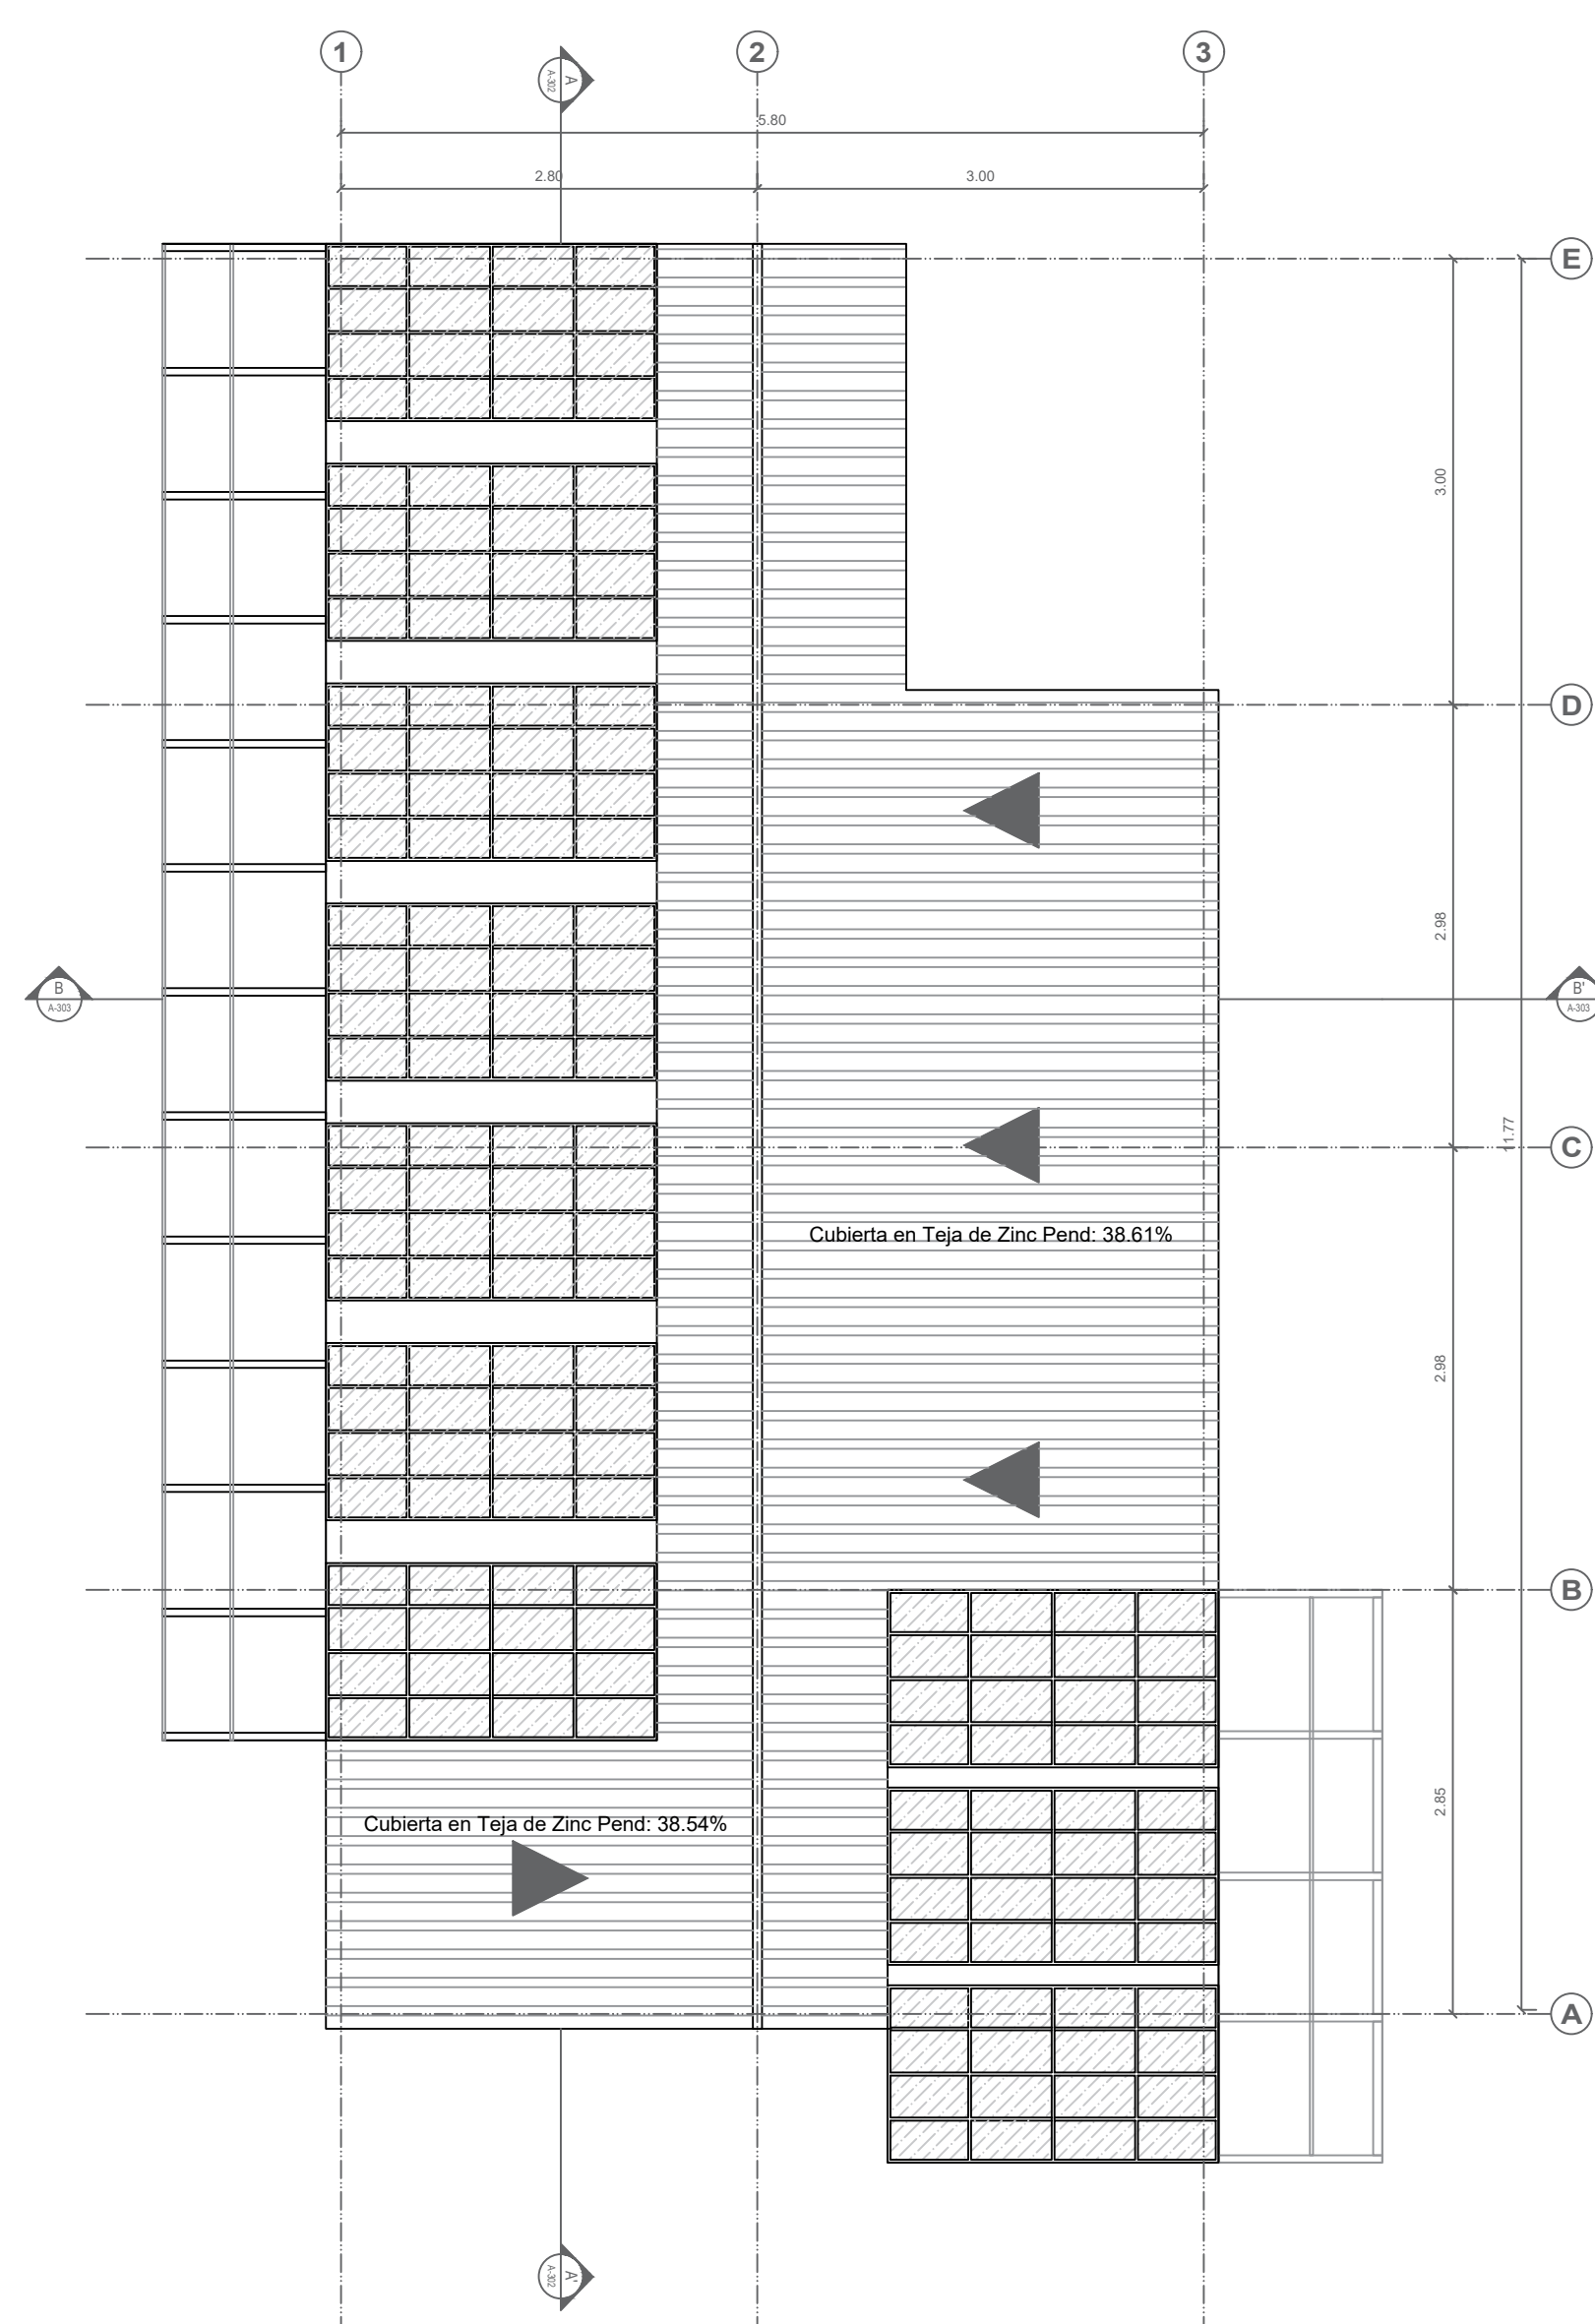 1
2
3
A
A-302
5.80
2.80
3.00
E
3.00
D
2.98
B
A-303
B'
A-303
11.77
C
Cubierta en Teja de Zinc Pend: 38.61%
2.98
B
2.85
Cubierta en Teja de Zinc Pend: 38.54%
A
A'
A-302